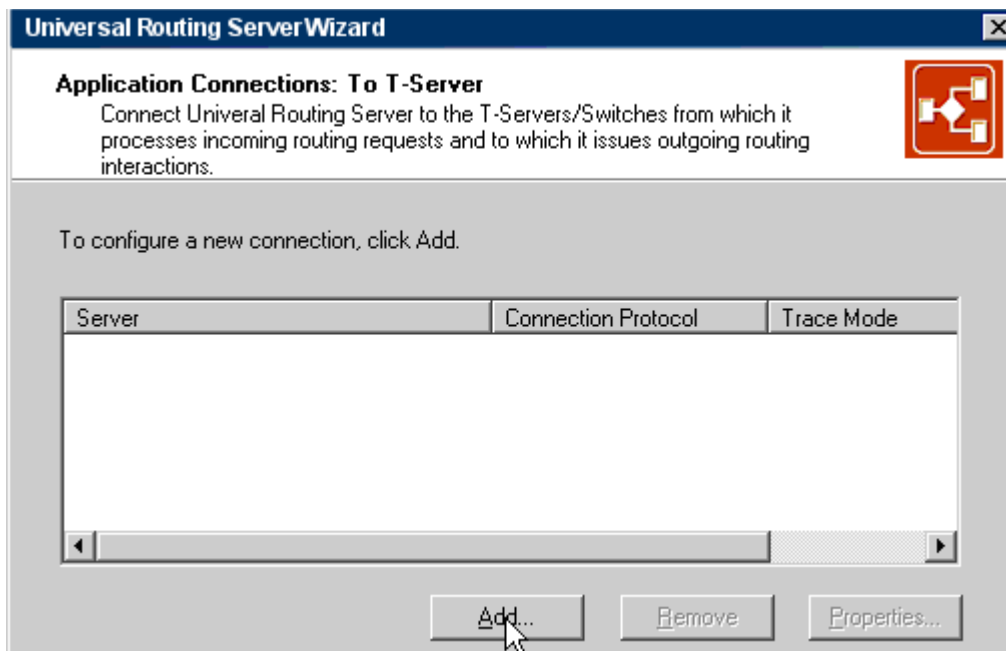 Universal Routing Server Wizard
Application Connections: To T-Server
Connect Univeral Routing Server to the T-Servers/Switches from which it
processes incoming routing requests and to which it issues outgoing routing
interactions.
To configure a new connection, click Add.
Server Connection Protocol Trace Mode
Add... Remove Properties...